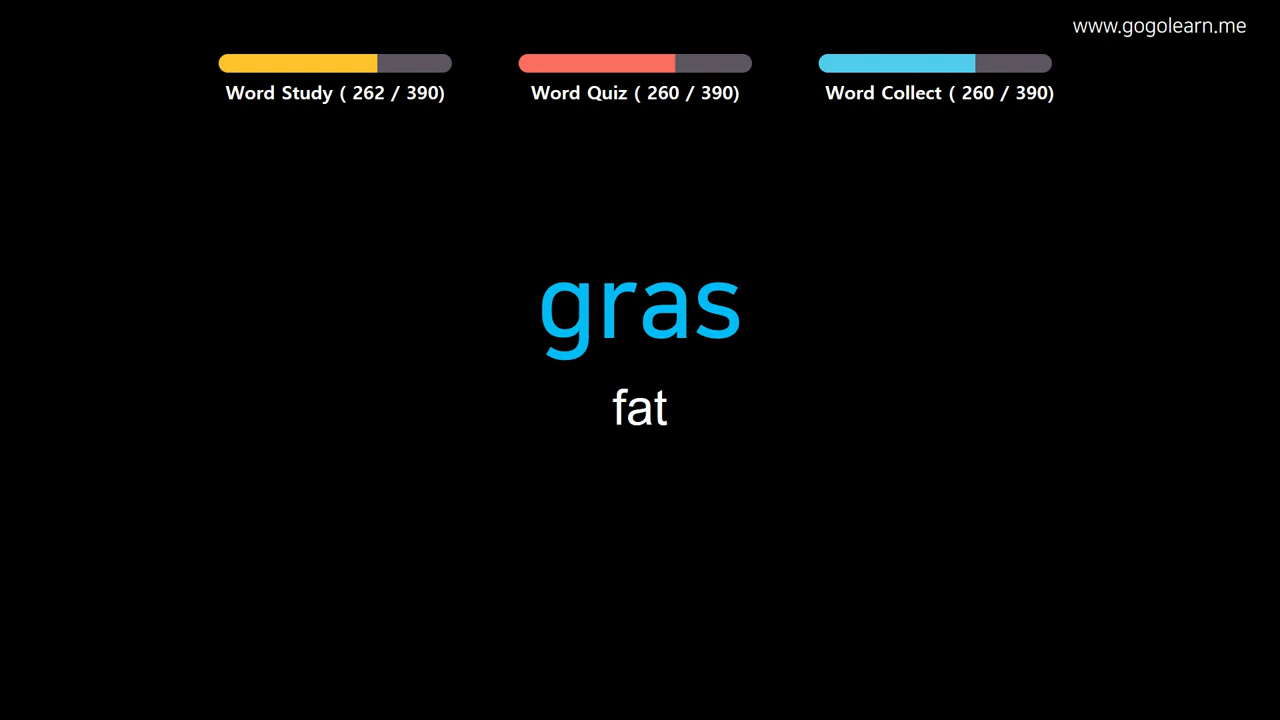 www.gogolearn.me
Word Study ( 262 / 390)
Word Quiz ( 260 / 390)
Word Collect ( 260 / 390)
gras
fat